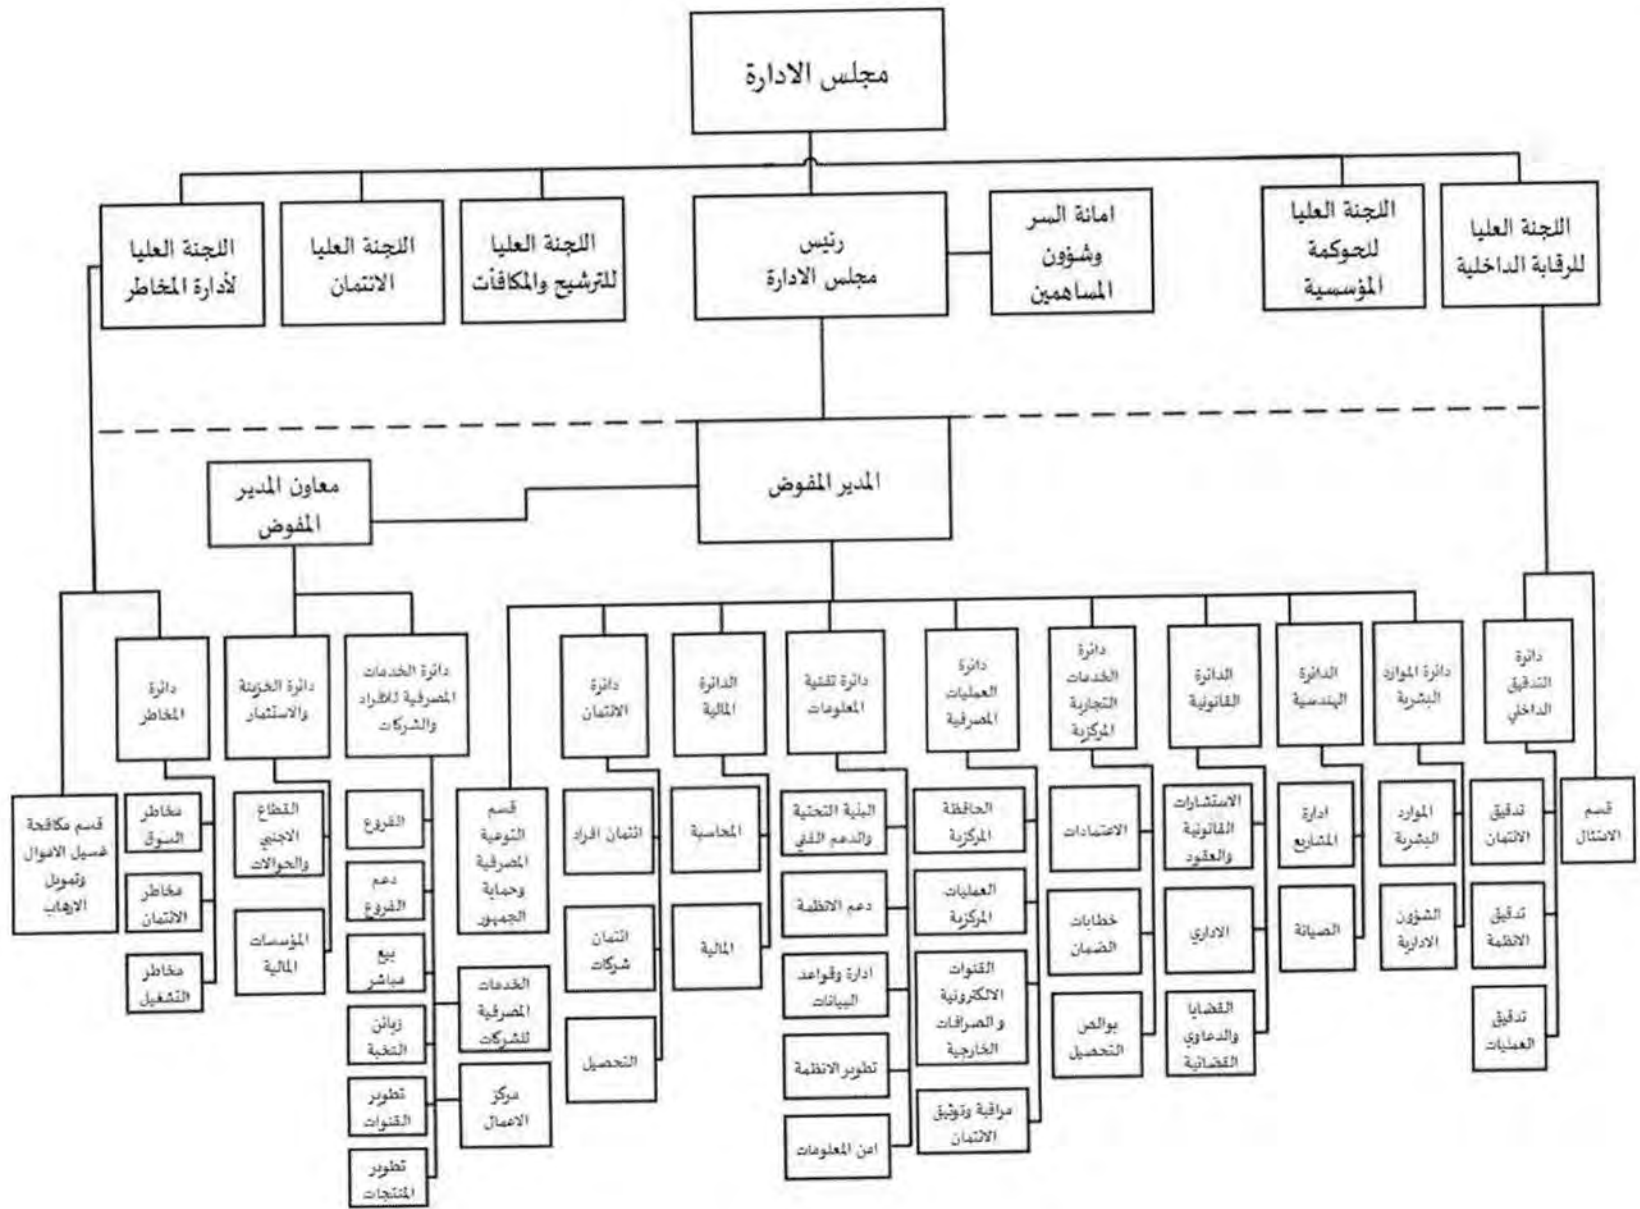 مجلس الادارة
اللجنة العليا
للرقابة الداخلية
اللجنة العليا
للحوكمة
المؤسسية
امانة السر
وشؤون
المساهمين
رئيس
مجلس الادارة
اللجنة العليا
للترشيح والمكافأت
اللجنة العليا
الائتمان
اللجنة العليا
لأدارة المخاطر
المدير المفوض
معاون المدير
المفوض
دائرة
التدقيق
الداخلي
دائرة الموارد
البشرية
الدائرة
الهندسية
الدائرة
القانونية
دائرة
الخدمات
التجارية
المركزية
دائرة
العمليات
المصرفية
دائرة تقنية
المعلومات
الدائرة
المالية
دائرة
الائتمان
دائرة الخدمات
المصرفية للافراد
والشركات
دائرة الخزينة
والاستثمار
دائرة
المخاطر
قسم
الامتثال
تدقيق
الائتمان
تدقيق
الانظمة
تدقيق
العمليات
الموارد
البشرية
الشؤون
الادارية
ادارة
المشاريع
الصيانة
الاستشارات
القانونية
والعقود
الاداري
القضايا
والدعاوي
القضائية
الاعتمادات
خطابات
الضمان
بوالص
التحصيل
الحافظة
المركزية
العمليات
المركزية
القنوات
الالكترونية
والصرافات
الخارجية
مراقبة وتوثيق
الائتمان
البنية التحتية
والدعم الفني
دعم الانظمة
ادارة وقواعد
البيانات
تطوير الانظمة
امن المعلومات
المحاسبة
المالية
ائتمان افراد
ائتمان
شركات
التحصيل
قسم
التوعية
المصرفية
وحماية
الجمهور
الخدمات
المصرفية
للشركات
مركز
الاعمال
الفروع
دعم
الفروع
بيع
مباشر
زبائن
النخبة
تطوير
القنوات
تطوير
المنتجات
القطاع
الاجنبي
والحوالات
المؤسسات
المالية
مخاطر
السوق
مخاطر
الائتمان
مخاطر
التشغيل
قسم مكافحة
غسيل الاموال
وتمويل
الارهاب